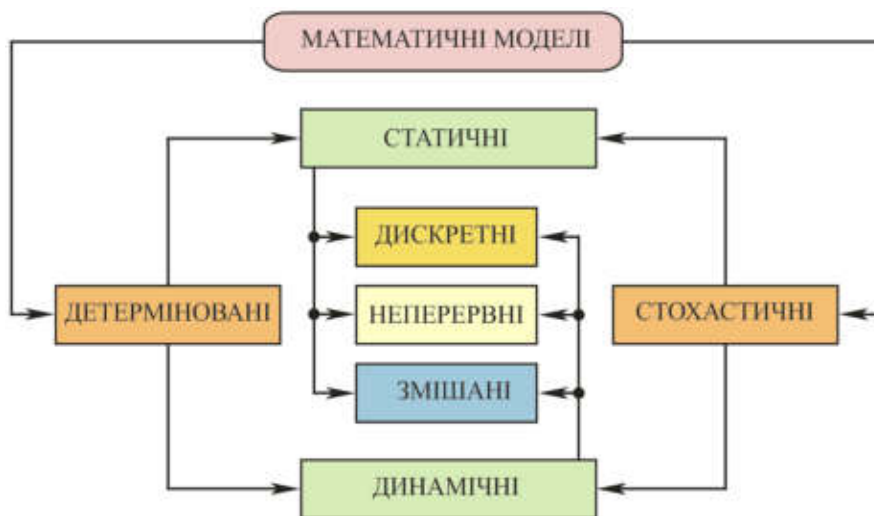 МАТЕМАТИЧНІ МОДЕЛІ
СТАТИЧНІ
ДИСКРЕТНІ
ДЕТЕРМІНОВАНІ
НЕПЕРЕРВНІ
СТОХАСТИЧНІ
ЗМІШАНІ
ДИНАМІЧНІ